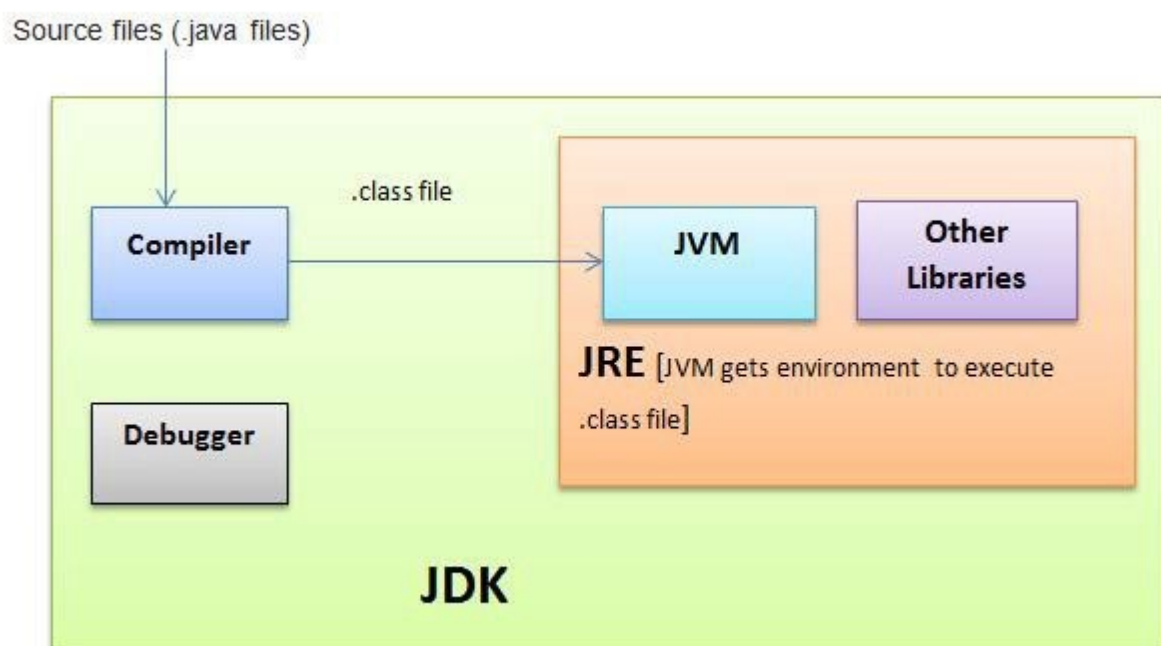 Source files (.java files)
.class file
Compiler
JVM
Other
Libraries
JRE [JVM gets environment to execute
.class file]
Debugger
JDK